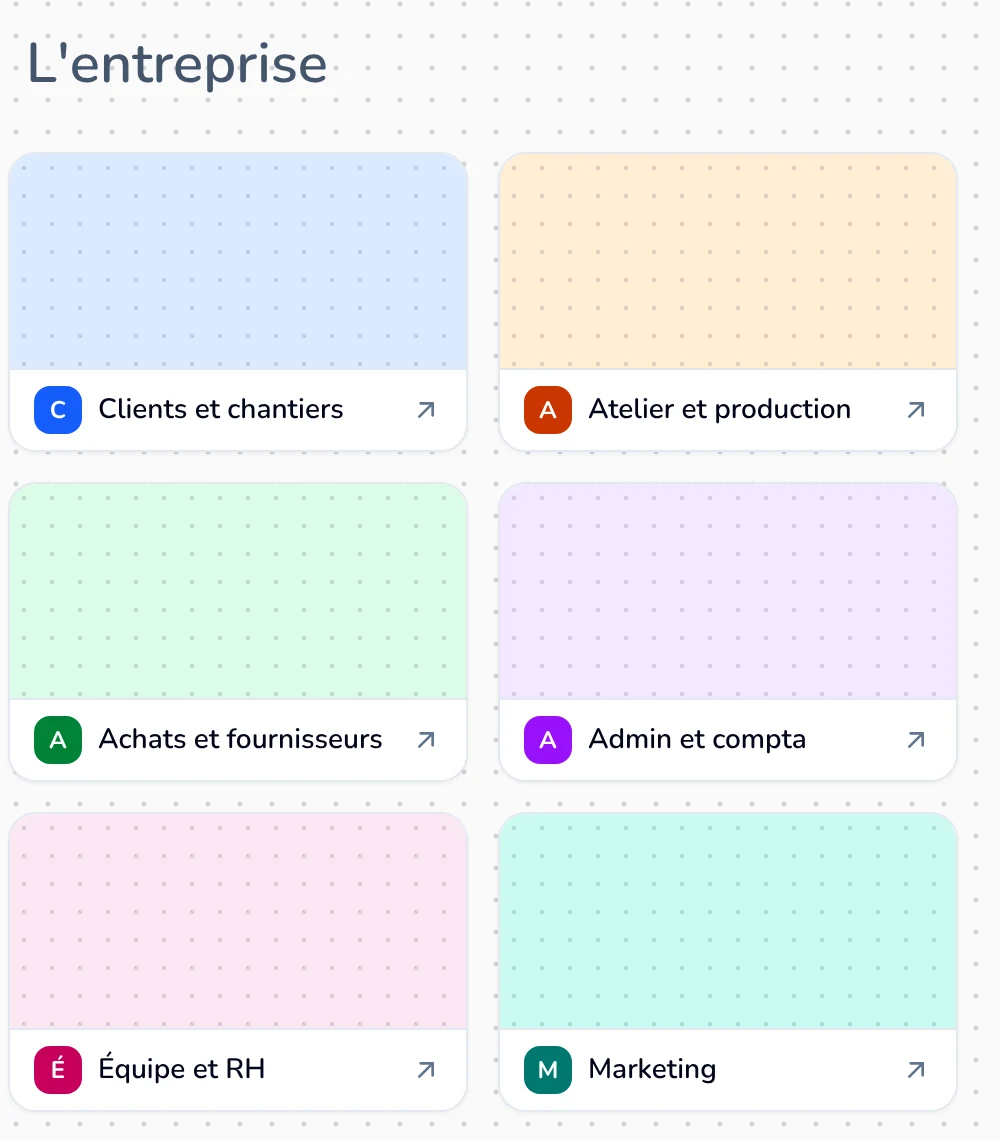 L'entreprise
C Clients et chantiers
A Atelier et production
A Achats et fournisseurs
A Admin et compta
É Équipe et RH
M Marketing